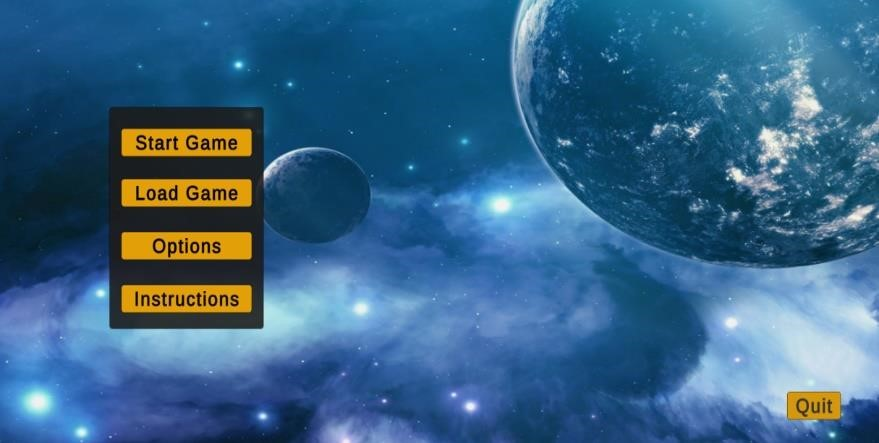 Start Game
Load Game
Options
Instructions
Quit